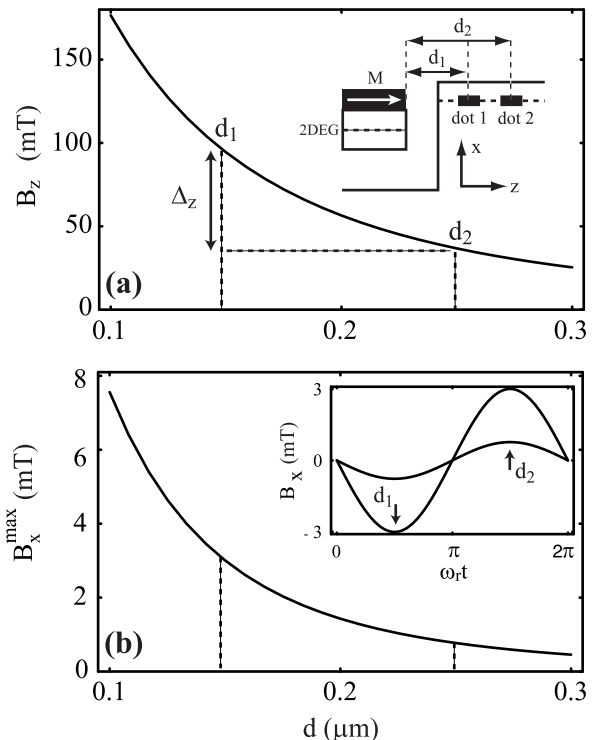 (a)
B_z (mT)
150
100
50
0
0.1
0.2
0.3
d_1
d_2
Δ_z
d_2
d_1
M
2DEG
dot 1
dot 2
x
z
(b)
B_x^max (mT)
8
6
4
2
0
0.1
0.2
0.3
d (μm)
B_x (mT)
3
0
-3
0
π
2π
ω_r t
d_1
d_2